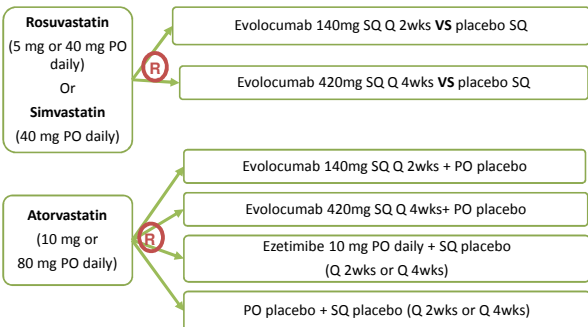 Rosuvastatin
(5 mg or 40 mg PO
daily)
Or
Simvastatin
(40 mg PO daily)
R
Evolocumab 140mg SQ Q 2wks VS placebo SQ
Evolocumab 420mg SQ Q 4wks VS placebo SQ
Atorvastatin
(10 mg or
80 mg PO daily)
R
Evolocumab 140mg SQ Q 2wks + PO placebo
Evolocumab 420mg SQ Q 4wks+ PO placebo
Ezetimibe 10 mg PO daily + SQ placebo
(Q 2wks or Q 4wks)
PO placebo + SQ placebo (Q 2wks or Q 4wks)